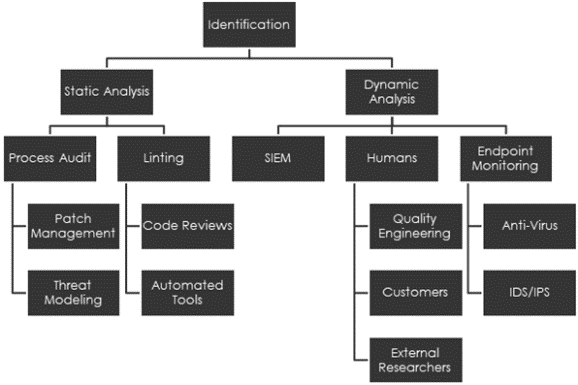 Identification
Static Analysis
Dynamic
Analysis
Process Audit
Linting
SIEM
Humans
Endpoint
Monitoring
Patch
Management
Code Reviews
Quality
Engineering
Anti-Virus
Threat
Modeling
Automated
Tools
Customers
IDS/IPS
External
Researchers